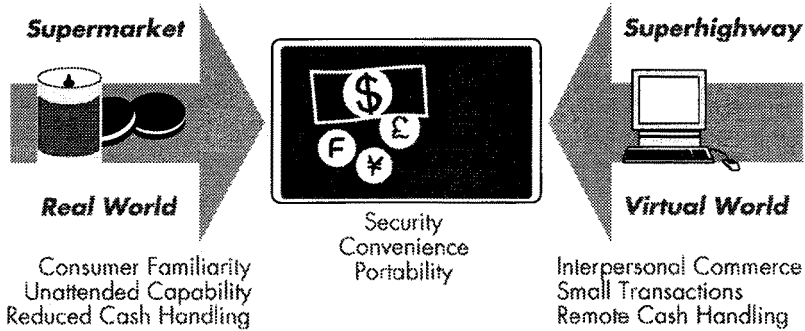 Supermarket
Real World
Consumer Familiarity
Unattended Capability
Reduced Cash Handling
$
£
F
¥
Security
Convenience
Portability
Superhighway
Virtual World
Interpersonal Commerce
Small Transactions
Remote Cash Handling